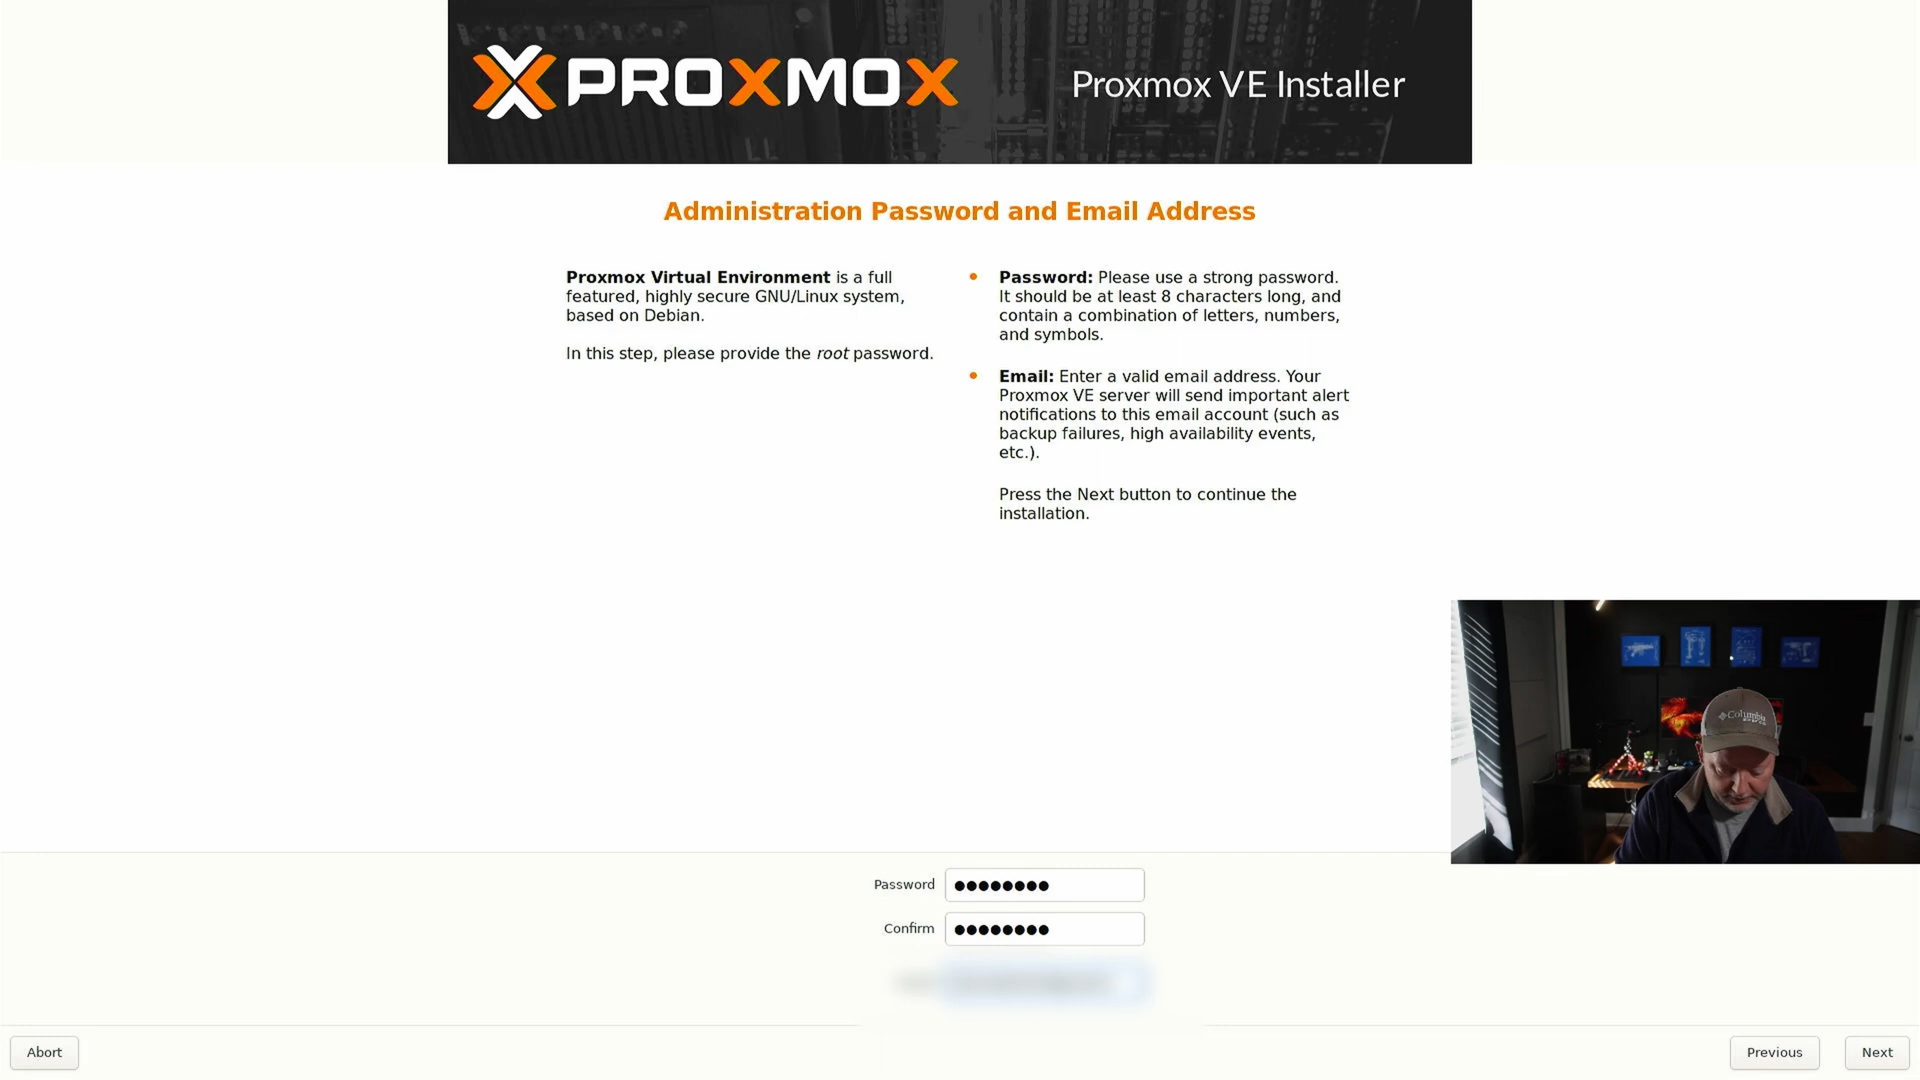 PROXMOX
Proxmox VE Installer
Administration Password and Email Address
Proxmox Virtual Environment is a full
featured, highly secure GNU/Linux system,
based on Debian.
In this step, please provide the root password.
Password: Please use a strong password.
It should be at least 8 characters long, and
contain a combination of letters, numbers,
and symbols.
Email: Enter a valid email address. Your
Proxmox VE server will send important alert
notifications to this email account (such as
backup failures, high availability events,
etc.).
Press the Next button to continue the
installation.
Columbia
Password ●●●●●●●●
Confirm ●●●●●●●●
Abort
Previous
Next